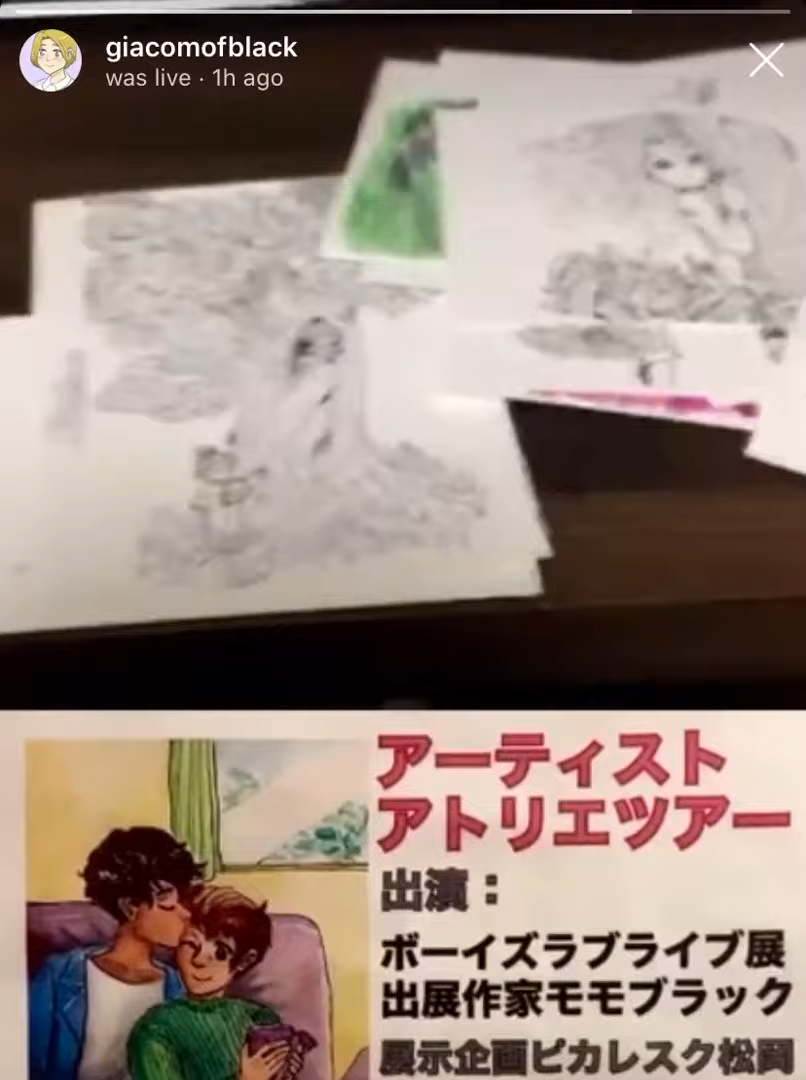 giacomofblack
was live · 1h ago
アーティスト
アトリエツアー
出演：
ボーイズラブライブ展
出展作家モモブラック
展示企画ピカレスク松岡